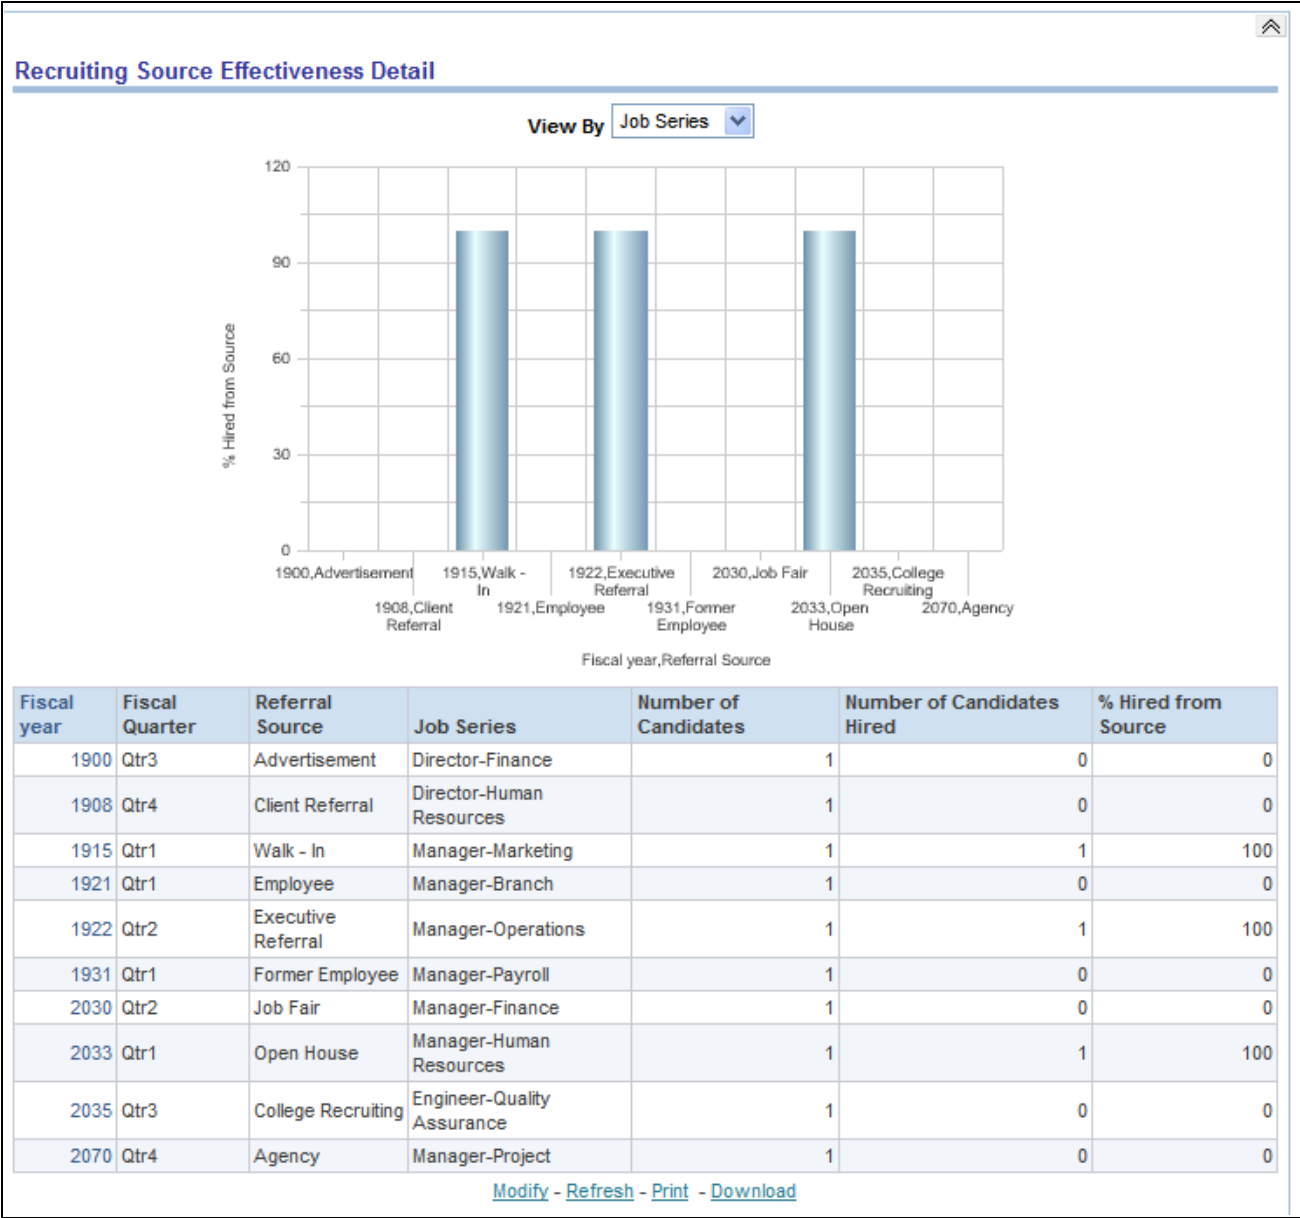 Recruiting Source Effectiveness Detail
View By Job Series
120
90
60
30
0
% Hired from Source
1900,Advertisement 1915,Walk - 1922,Executive 2030,Job Fair 2035,College
In Referral Recruiting
1908,Client 1921,Employee 1931,Former 2033,Open 2070,Agency
Referral Employee House
Fiscal year,Referral Source
Fiscal Fiscal Referral Number of Number of Candidates % Hired from
year Quarter Source Job Series Candidates Hired Source
1900 Qtr3 Advertisement Director-Finance 1 0 0
Director-Human
1908 Qtr4 Client Referral 1 0 0
Resources
1915 Qtr1 Walk - In Manager-Marketing 1 1 100
1921 Qtr1 Employee Manager-Branch 1 0 0
Executive
1922 Qtr2 Manager-Operations 1 1 100
Referral
1931 Qtr1 Former Employee Manager-Payroll 1 0 0
2030 Qtr2 Job Fair Manager-Finance 1 0 0
Manager-Human
2033 Qtr1 Open House 1 1 100
Resources
Engineer-Quality
2035 Qtr3 College Recruiting 1 0 0
Assurance
2070 Qtr4 Agency Manager-Project 1 0 0
Modify - Refresh - Print - Download